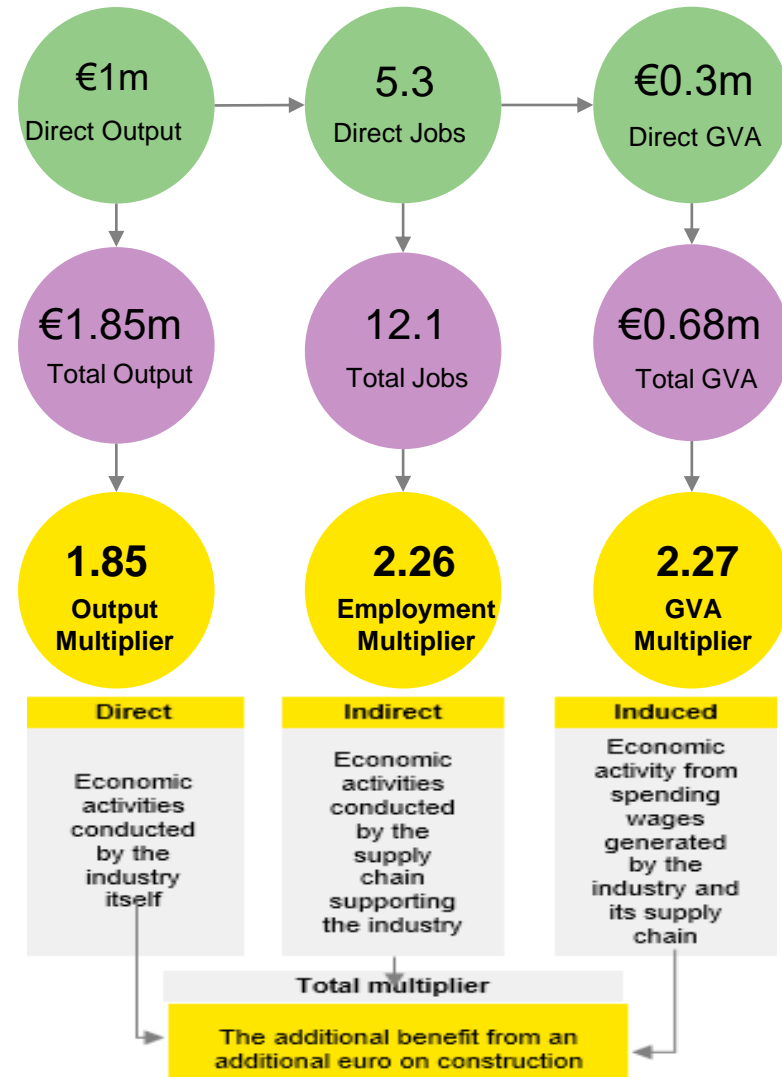 €1m
Direct Output
5.3
Direct Jobs
€0.3m
Direct GVA
€1.85m
Total Output
12.1
Total Jobs
€0.68m
Total GVA
1.85
Output
Multiplier
2.26
Employment
Multiplier
2.27
GVA
Multiplier
Direct
Economic
activities
conducted
by the
industry
itself
Indirect
Economic
activities
conducted
by the
supply
chain
supporting
the industry
Induced
Economic
activity from
spending
wages
generated
by the
industry and
its supply
chain
Total multiplier
The additional benefit from an
additional euro on construction